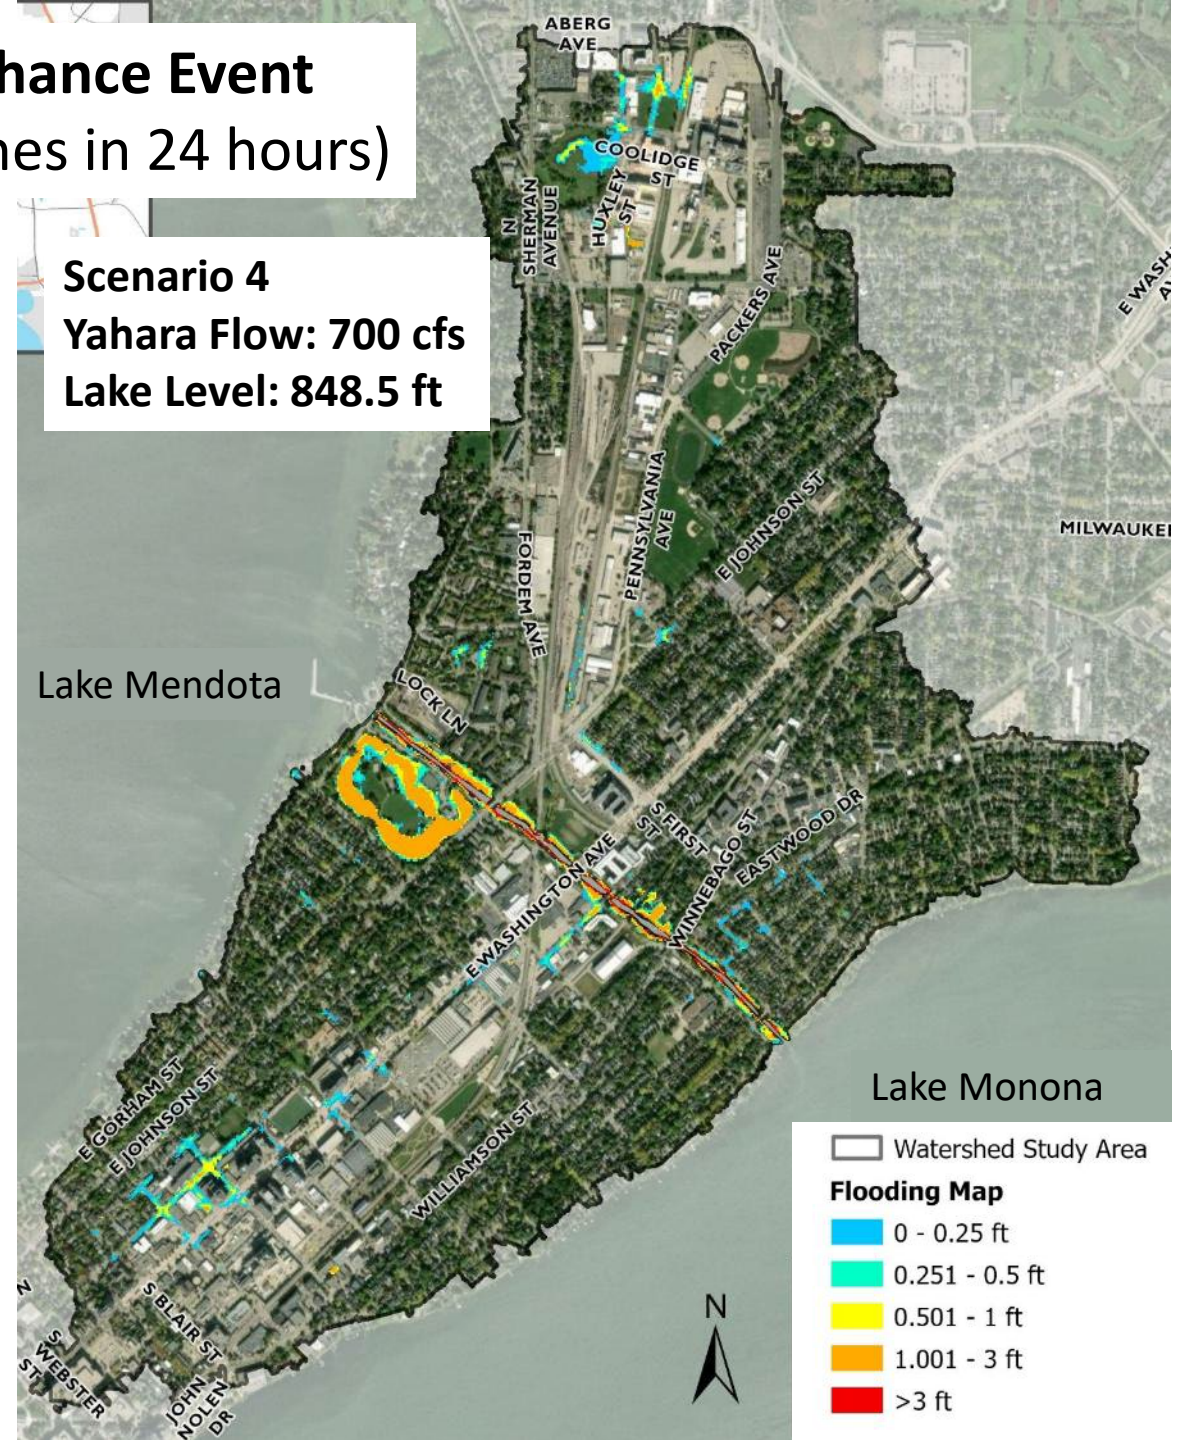 hance Event
nes in 24 hours)
Scenario 4
Yahara Flow: 700 cfs
Lake Level: 848.5 ft
ABERG
AVE
COOLIDGE
ST
HUXLEY
ST
N
SHERMAN
AVENUE
PACKERS AVE
E WASH
AV
PENNSYLVANIA
AVE
E JOHNSON ST
MILWAUKE
FORDEM AVE
Lake Mendota
LOCK LN
S FIRST
ST
WINNEBAGO ST
EASTWOOD DR
E WASHINGTON AVE
E GORHAM ST
E JOHNSON ST
WILLIAMSON ST
Lake Monona
S BLAIR ST
N
S
WEBSTER
ST
JOHN
NOLEN
DR
N
Watershed Study Area
Flooding Map
0 - 0.25 ft
0.251 - 0.5 ft
0.501 - 1 ft
1.001 - 3 ft
>3 ft